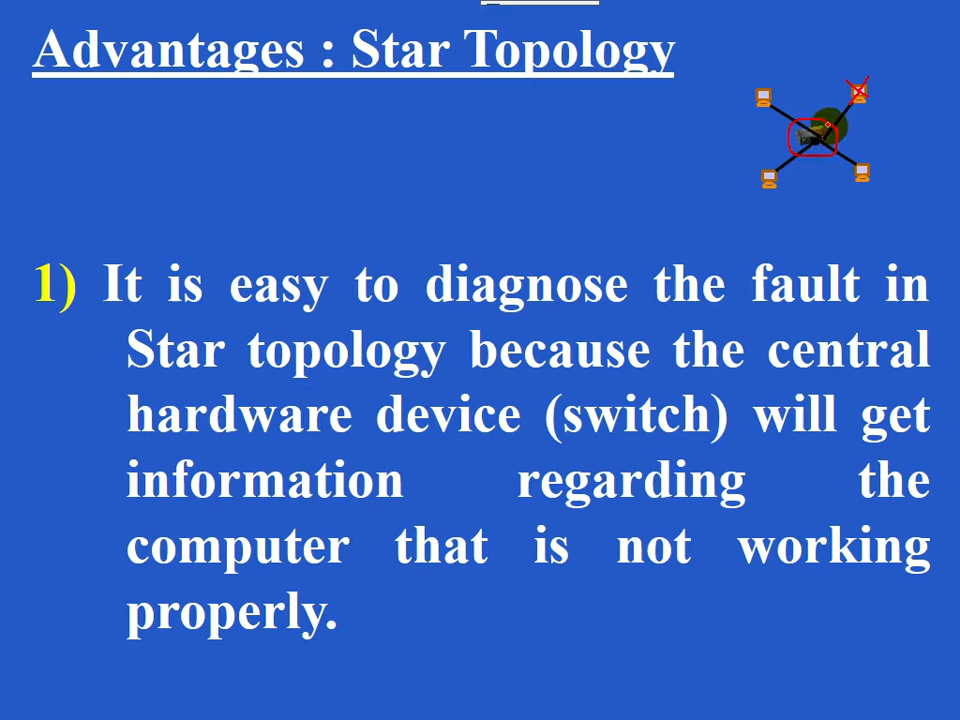 Advantages : Star Topology
1) It is easy to diagnose the fault in
Star topology because the central
hardware device (switch) will get
information regarding the
computer that is not working
properly.